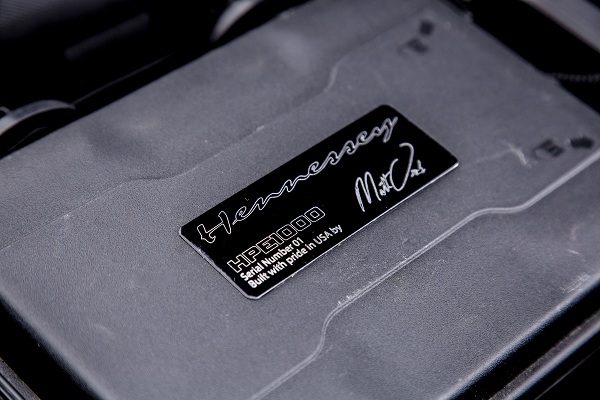 Hennessey
HPE1000
Serial Number 01
Built with pride in USA by